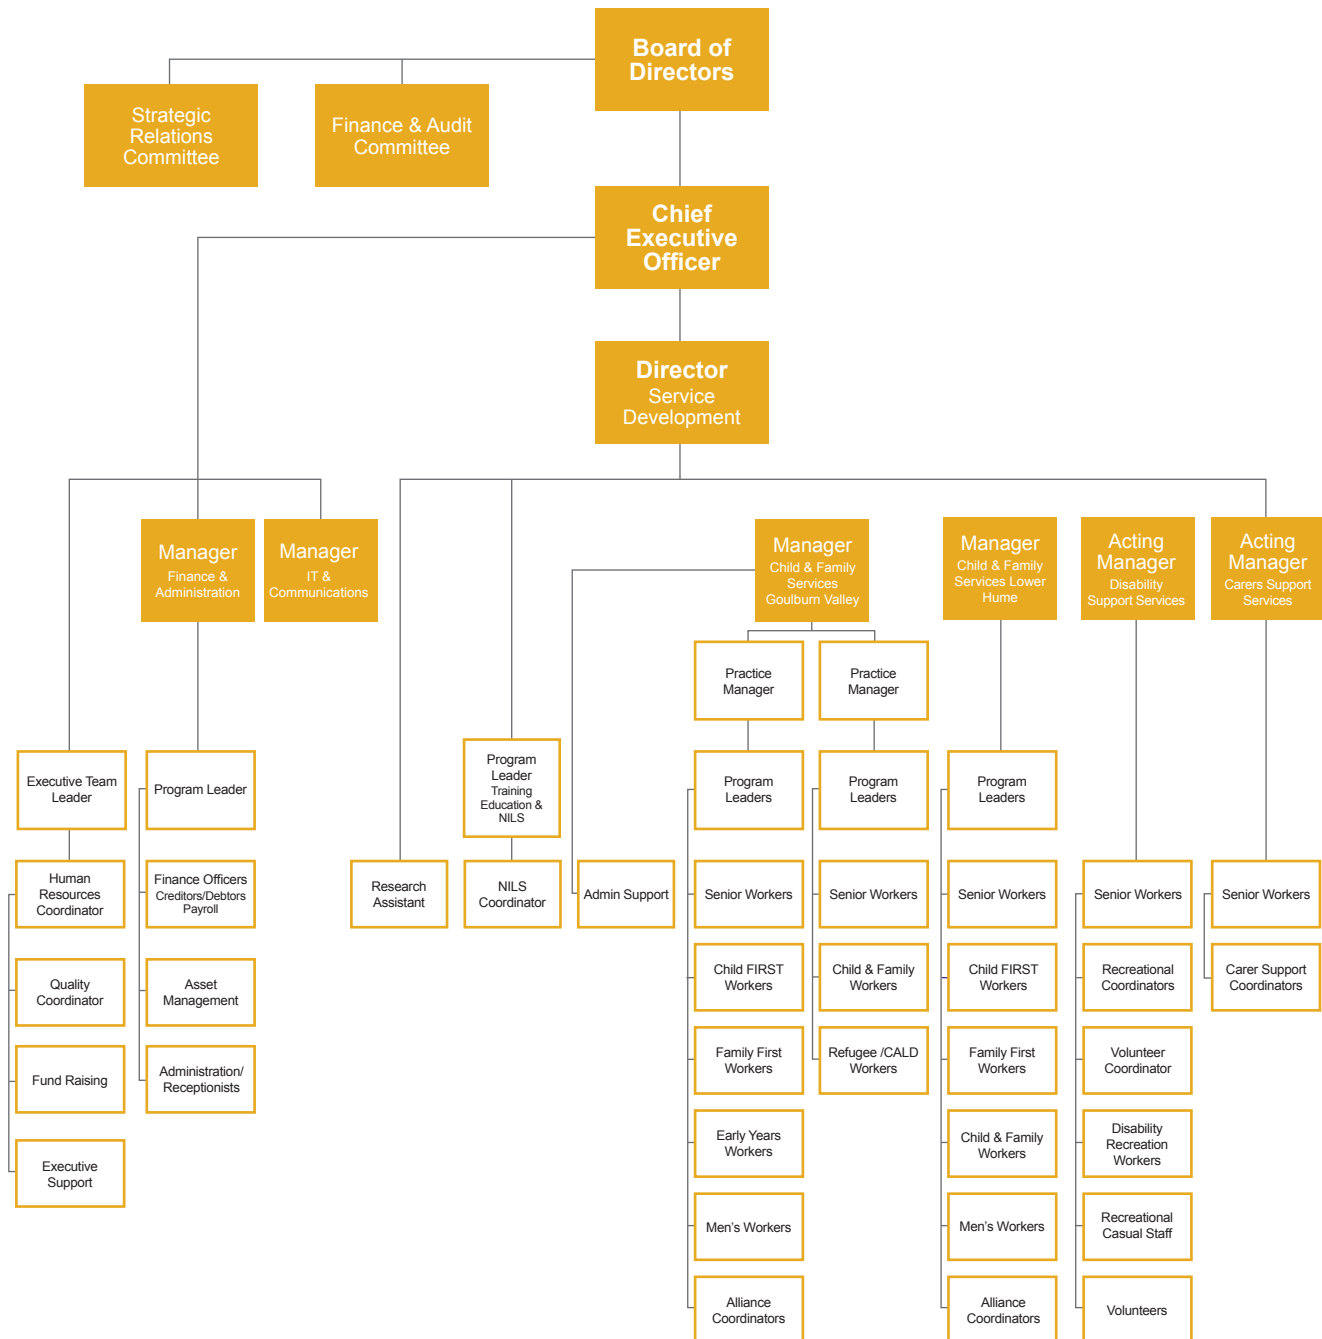 Board of
Directors
Strategic
Relations
Committee
Finance & Audit
Committee
Chief
Executive
Officer
Director
Service
Development
Manager
Finance &
Administration
Manager
IT &
Communications
Manager
Child & Family
Services
Goulburn Valley
Manager
Child & Family
Services Lower
Hume
Acting
Manager
Disability
Support Services
Acting
Manager
Carers Support
Services
Practice
Manager
Practice
Manager
Executive Team
Leader
Program Leader
Program
Leader
Training
Education &
NILS
Program
Leaders
Program
Leaders
Program
Leaders
Human
Resources
Coordinator
Finance Officers
Creditors/Debtors
Payroll
Research
Assistant
NILS
Coordinator
Admin Support
Senior Workers
Senior Workers
Senior Workers
Senior Workers
Senior Workers
Quality
Coordinator
Asset
Management
Child FIRST
Workers
Child & Family
Workers
Child FIRST
Workers
Recreational
Coordinators
Carer Support
Coordinators
Fund Raising
Administration/
Receptionists
Family First
Workers
Refugee /CALD
Workers
Family First
Workers
Volunteer
Coordinator
Executive
Support
Early Years
Workers
Child & Family
Workers
Disability
Recreation
Workers
Men's Workers
Men's Workers
Recreational
Casual Staff
Alliance
Coordinators
Alliance
Coordinators
Volunteers